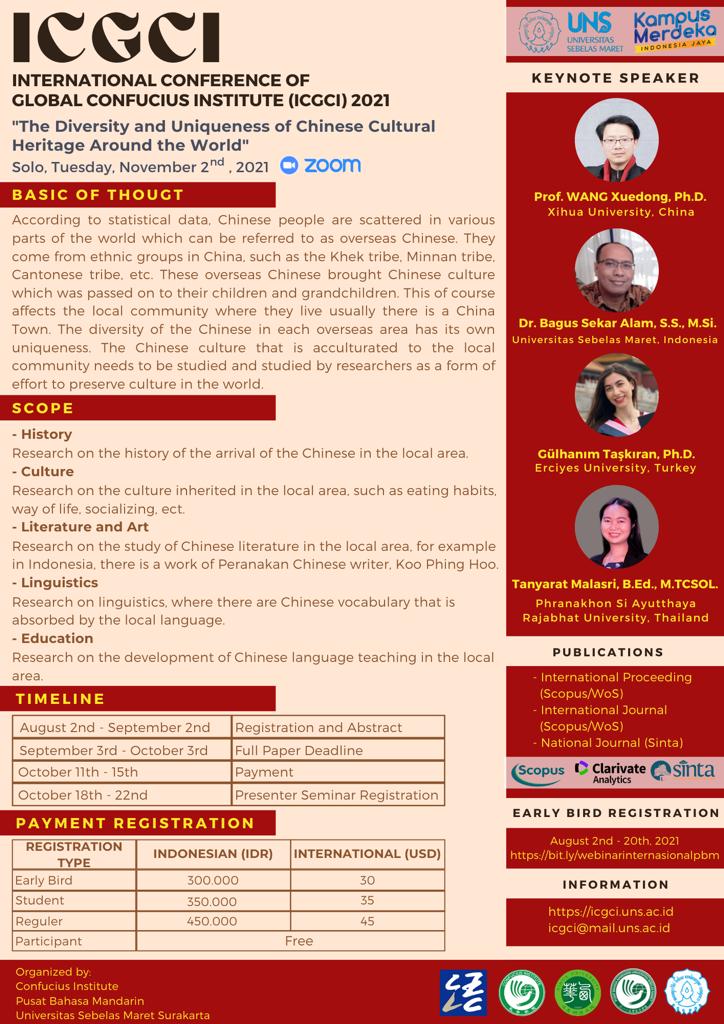 ICGCI
INTERNATIONAL CONFERENCE OF
GLOBAL CONFUCIUS INSTITUTE (ICGCI) 2021
"The Diversity and Uniqueness of Chinese Cultural
Heritage Around the World"
Solo, Tuesday, November 2nd , 2021 zoom
BASIC OF THOUGT
According to statistical data, Chinese people are scattered in various
parts of the world which can be referred to as overseas Chinese. They
come from ethnic groups in China, such as the Khek tribe, Minnan tribe,
Cantonese tribe, etc. These overseas Chinese brought Chinese culture
which was passed on to their children and grandchildren. This of course
affects the local community where they live usually there is a China
Town. The diversity of the Chinese in each overseas area has its own
uniqueness. The Chinese culture that is acculturated to the local
community needs to be studied and studied by researchers as a form of
effort to preserve culture in the world.
SCOPE
- History
Research on the history of the arrival of the Chinese in the local area.
- Culture
Research on the culture inherited in the local area, such as eating habits,
way of life, socializing, ect.
- Literature and Art
Research on the study of Chinese literature in the local area, for example
in Indonesia, there is a work of Peranakan Chinese writer, Koo Phing Hoo.
- Linguistics
Research on linguistics, where there are Chinese vocabulary that is
absorbed by the local language.
- Education
Research on the development of Chinese language teaching in the local
area.
TIMELINE
August 2nd - September 2nd Registration and Abstract
September 3rd - October 3rd Full Paper Deadline
October 11th - 15th Payment
October 18th - 22nd Presenter Seminar Registration
PAYMENT REGISTRATION
REGISTRATION
TYPE INDONESIAN (IDR) INTERNATIONAL (USD)
Early Bird 300.000 30
Student 350.000 35
Reguler 450.000 45
Participant Free
UNS
UNIVERSITAS
SEBELAS MARET
Kampus
Merdeka
INDONESIA JAYA
KEYNOTE SPEAKER
Prof. WANG Xuedong, Ph.D.
Xihua University, China
Dr. Bagus Sekar Alam, S.S., M.Si.
Universitas Sebelas Maret, Indonesia
Gülhanım Taşkıran, Ph.D.
Erciyes University, Turkey
Tanyarat Malasri, B.Ed., M.TCSOL.
Phranakhon Si Ayutthaya
Rajabhat University, Thailand
PUBLICATIONS
- International Proceeding
(Scopus/WoS)
- International Journal
(Scopus/WoS)
- National Journal (Sinta)
Scopus
Clarivate
Analytics
sinta
EARLY BIRD REGISTRATION
August 2nd - 20th, 2021
https://bit.ly/webinarinternasionalpbm
INFORMATION
https://icgci.uns.ac.id
icgci@mail.uns.ac.id
Organized by:
Confucius Institute
Pusat Bahasa Mandarin
Universitas Sebelas Maret Surakarta